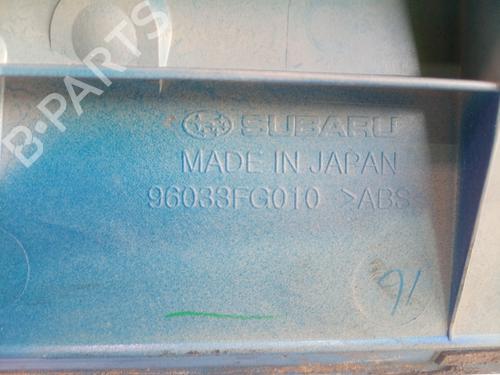 B-PARTS
SUBARU
MADE IN JAPAN
96033FG010 >ABS